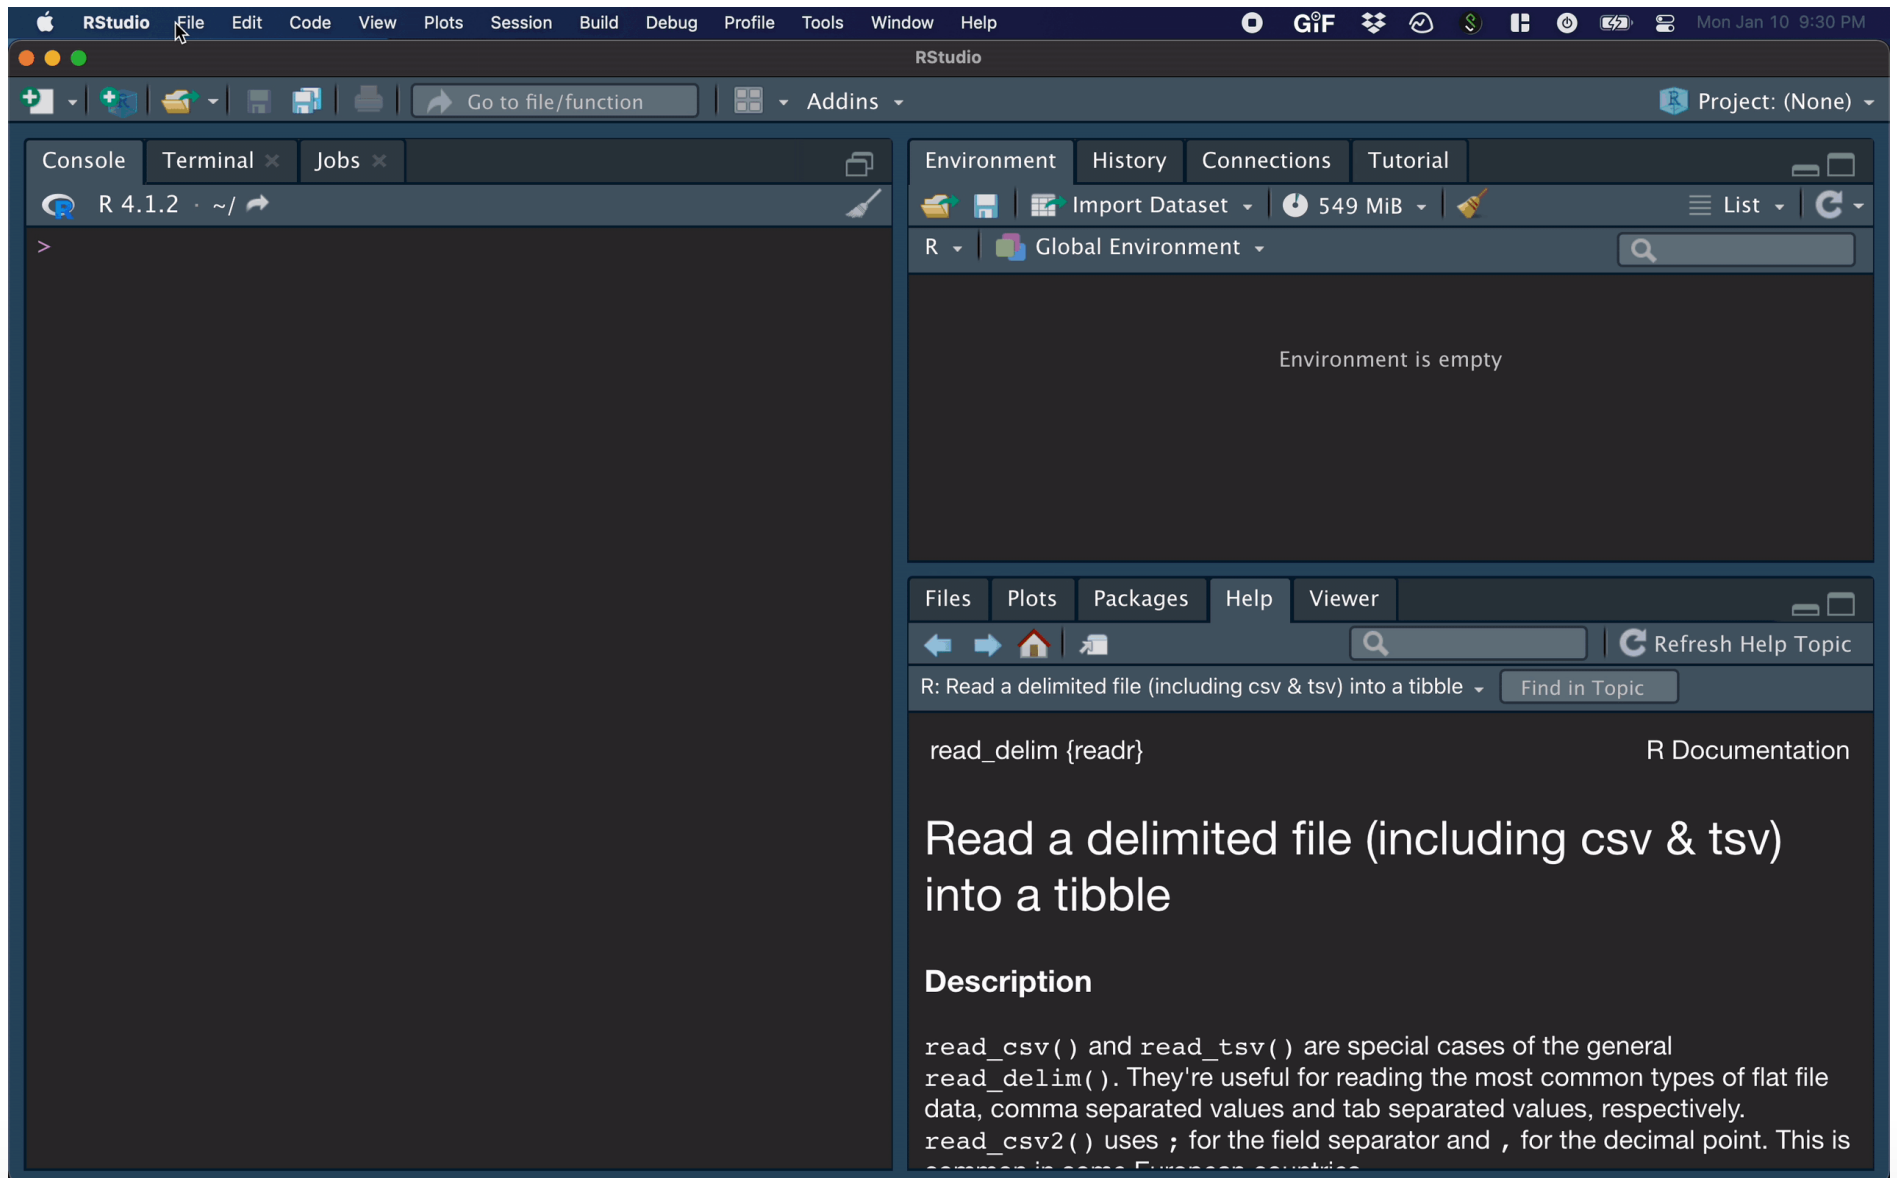 RStudio File Edit Code View Plots Session Build Debug Profile Tools Window Help GIF Mon Jan 10 9:30 PM
RStudio
Go to file/function Addins Project: (None)
Console Terminal Jobs
R 4.1.2 · ~/
>
Environment History Connections Tutorial
Import Dataset 549 MiB List
R Global Environment
Environment is empty
Files Plots Packages Help Viewer
Refresh Help Topic
R: Read a delimited file (including csv & tsv) into a tibble Find in Topic
read_delim {readr} R Documentation
Read a delimited file (including csv & tsv)
into a tibble
Description
read_csv() and read_tsv() are special cases of the general
read_delim(). They're useful for reading the most common types of flat file
data, comma separated values and tab separated values, respectively.
read_csv2() uses ; for the field separator and , for the decimal point. This is
common in some European countries